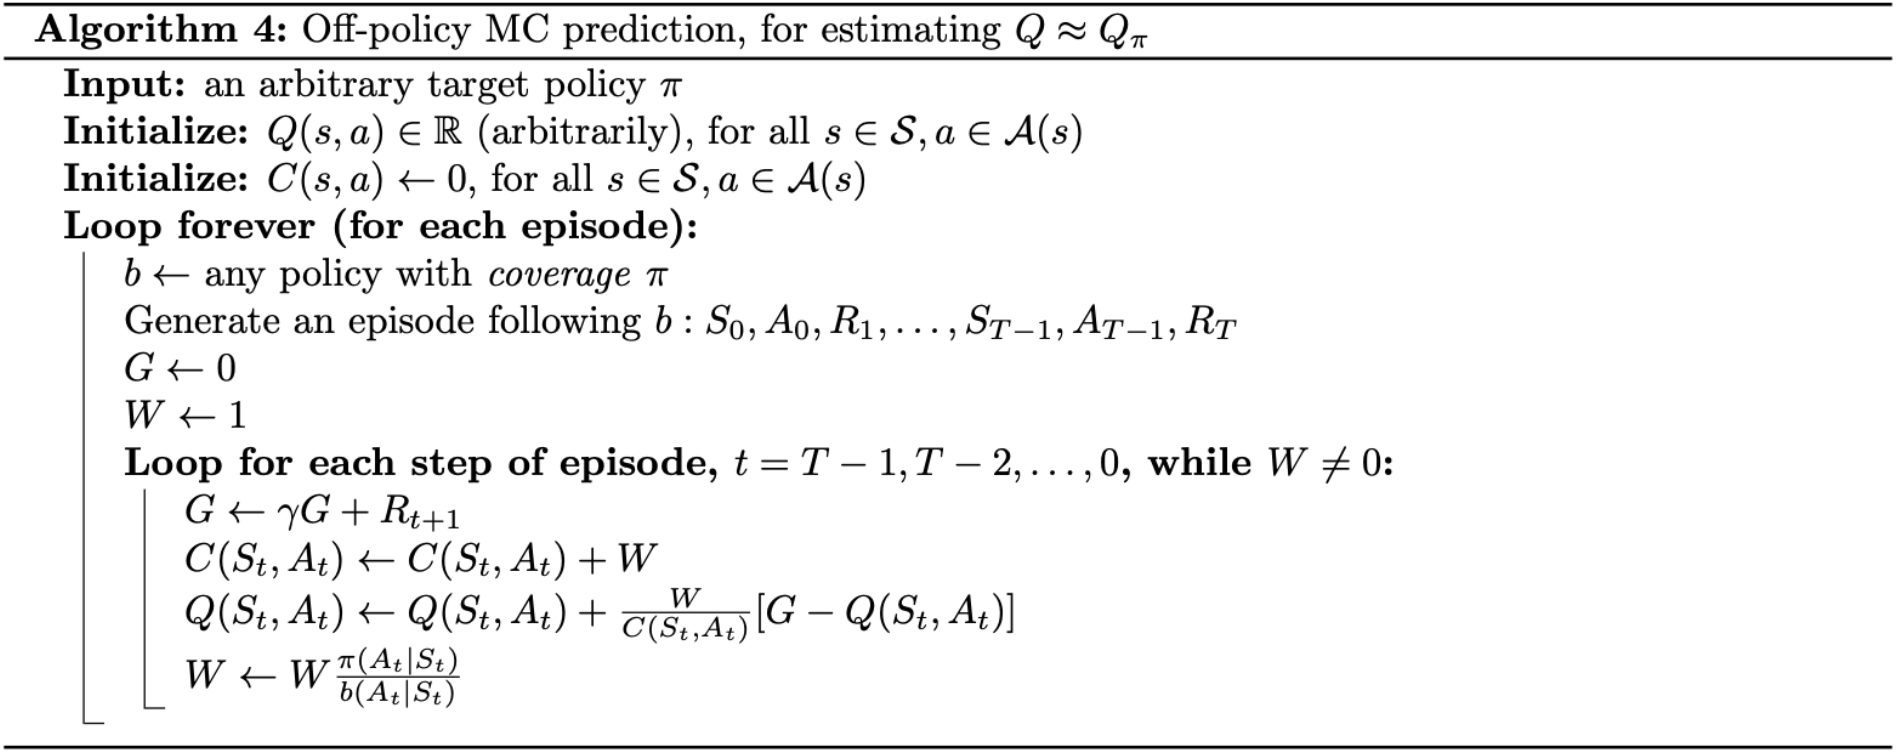 Algorithm 4: Off-policy MC prediction, for estimating Q ≈ Q_π
Input: an arbitrary target policy π
Initialize: Q(s, a) ∈ ℝ (arbitrarily), for all s ∈ 𝒮, a ∈ 𝒜(s)
Initialize: C(s, a) ← 0, for all s ∈ 𝒮, a ∈ 𝒜(s)
Loop forever (for each episode):
b ← any policy with coverage π
Generate an episode following b : S_0, A_0, R_1, . . . , S_{T−1}, A_{T−1}, R_T
G ← 0
W ← 1
Loop for each step of episode, t = T − 1, T − 2, . . . , 0, while W ≠ 0:
G ← γG + R_{t+1}
C(S_t, A_t) ← C(S_t, A_t) + W
Q(S_t, A_t) ← Q(S_t, A_t) + \frac{W}{C(S_t, A_t)}[G − Q(S_t, A_t)]
W ← W\frac{π(A_t|S_t)}{b(A_t|S_t)}